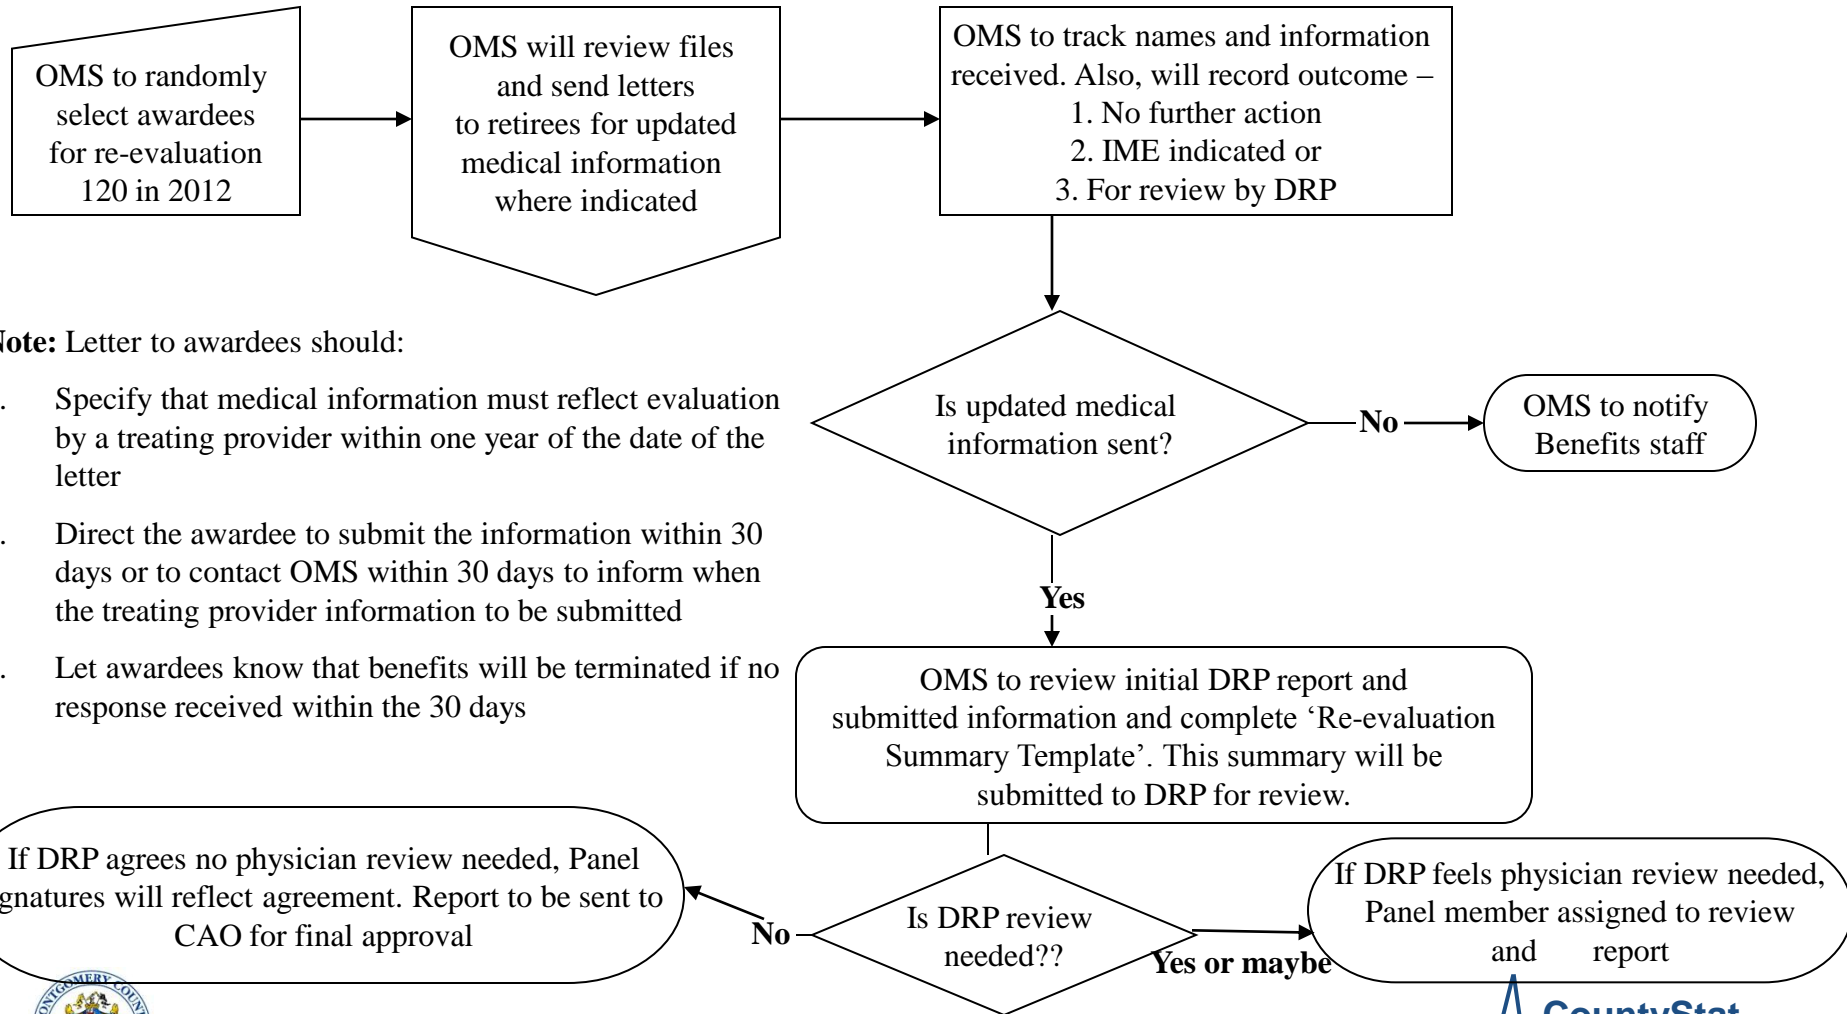 OMS to randomly
select awardees
for re-evaluation
120 in 2012
OMS will review files
and send letters
to retirees for updated
medical information
where indicated
OMS to track names and information
received. Also, will record outcome –
1. No further action
2. IME indicated or
3. For review by DRP
Note: Letter to awardees should:
. Specify that medical information must reflect evaluation
by a treating provider within one year of the date of the
letter
. Direct the awardee to submit the information within 30
days or to contact OMS within 30 days to inform when
the treating provider information to be submitted
. Let awardees know that benefits will be terminated if no
response received within the 30 days
Is updated medical
information sent?
No
OMS to notify
Benefits staff
Yes
OMS to review initial DRP report and
submitted information and complete ‘Re-evaluation
Summary Template’. This summary will be
submitted to DRP for review.
Is DRP review
needed??
No
If DRP agrees no physician review needed, Panel
gnatures will reflect agreement. Report to be sent to
CAO for final approval
Yes or maybe
If DRP feels physician review needed,
Panel member assigned to review
and report
ONTGOMERY COUNT
CountyStat